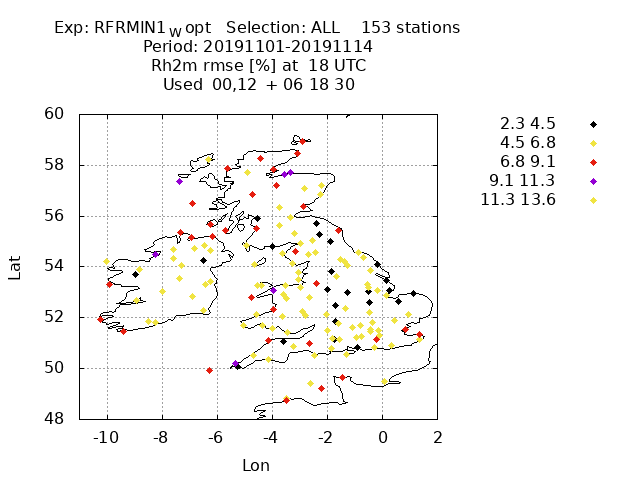 Exp: RFRMIN1 W opt Selection: ALL 153 stations
Period: 20191101-20191114
Rh2m rmse [%] at 18 UTC
Used 00,12 + 06 18 30
2.3 4.5
4.5 6.8
6.8 9.1
9.1 11.3
11.3 13.6
60
58
56
54
52
50
48
Lat
-10 -8 -6 -4 -2 0 2
Lon